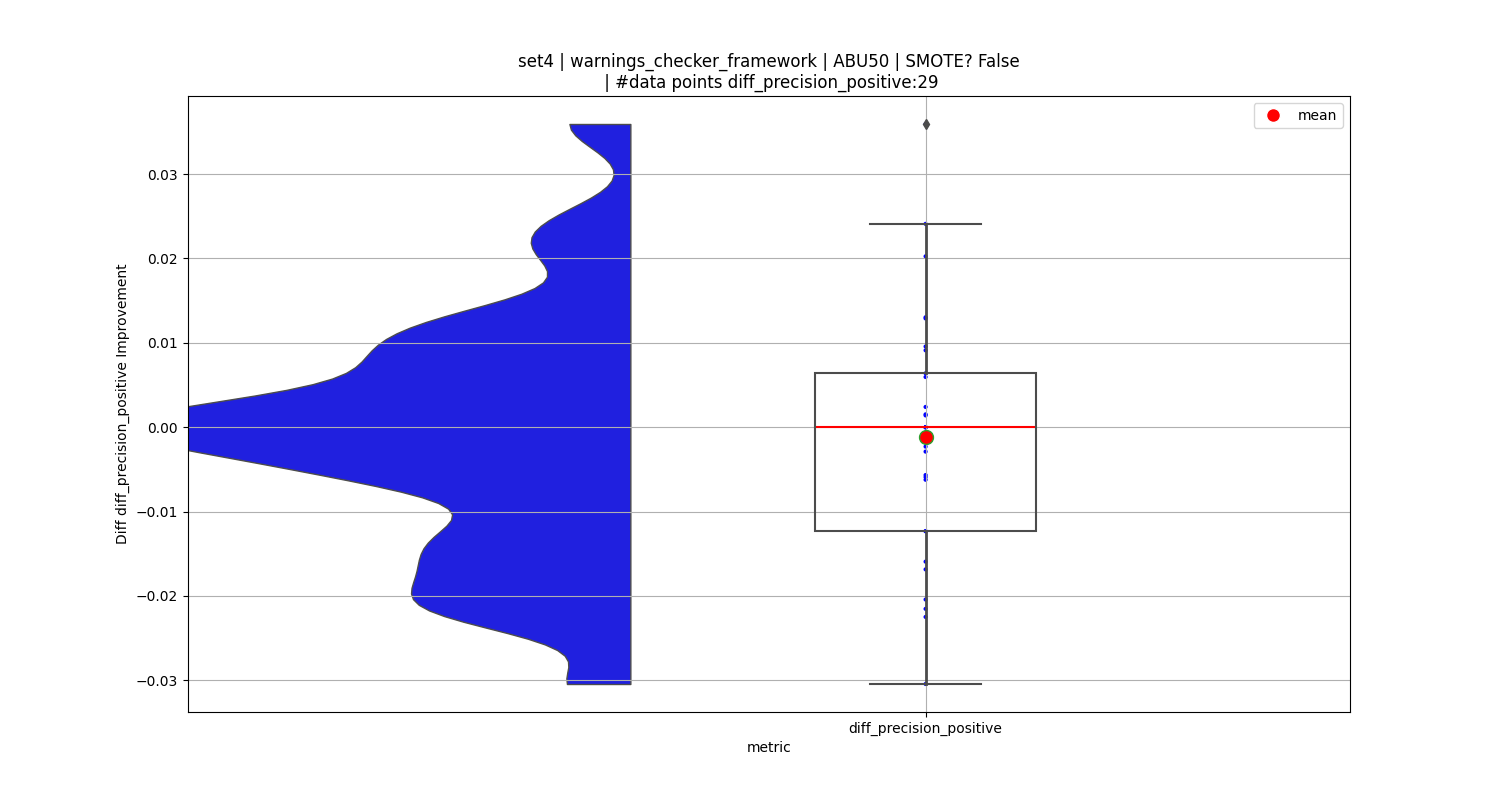 set4 | warnings_checker_framework | ABU50 | SMOTE? False
| #data points diff_precision_positive:29
mean
0.03
0.02
0.01
0.00
−0.01
−0.02
−0.03
Diff diff_precision_positive Improvement
diff_precision_positive
metric